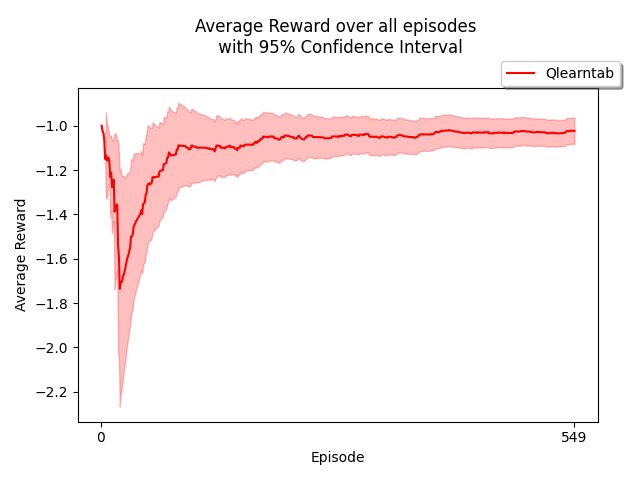 Average Reward over all episodes
with 95% Confidence Interval
Qlearntab
−1.0
−1.2
−1.4
−1.6
−1.8
−2.0
−2.2
Average Reward
0
549
Episode